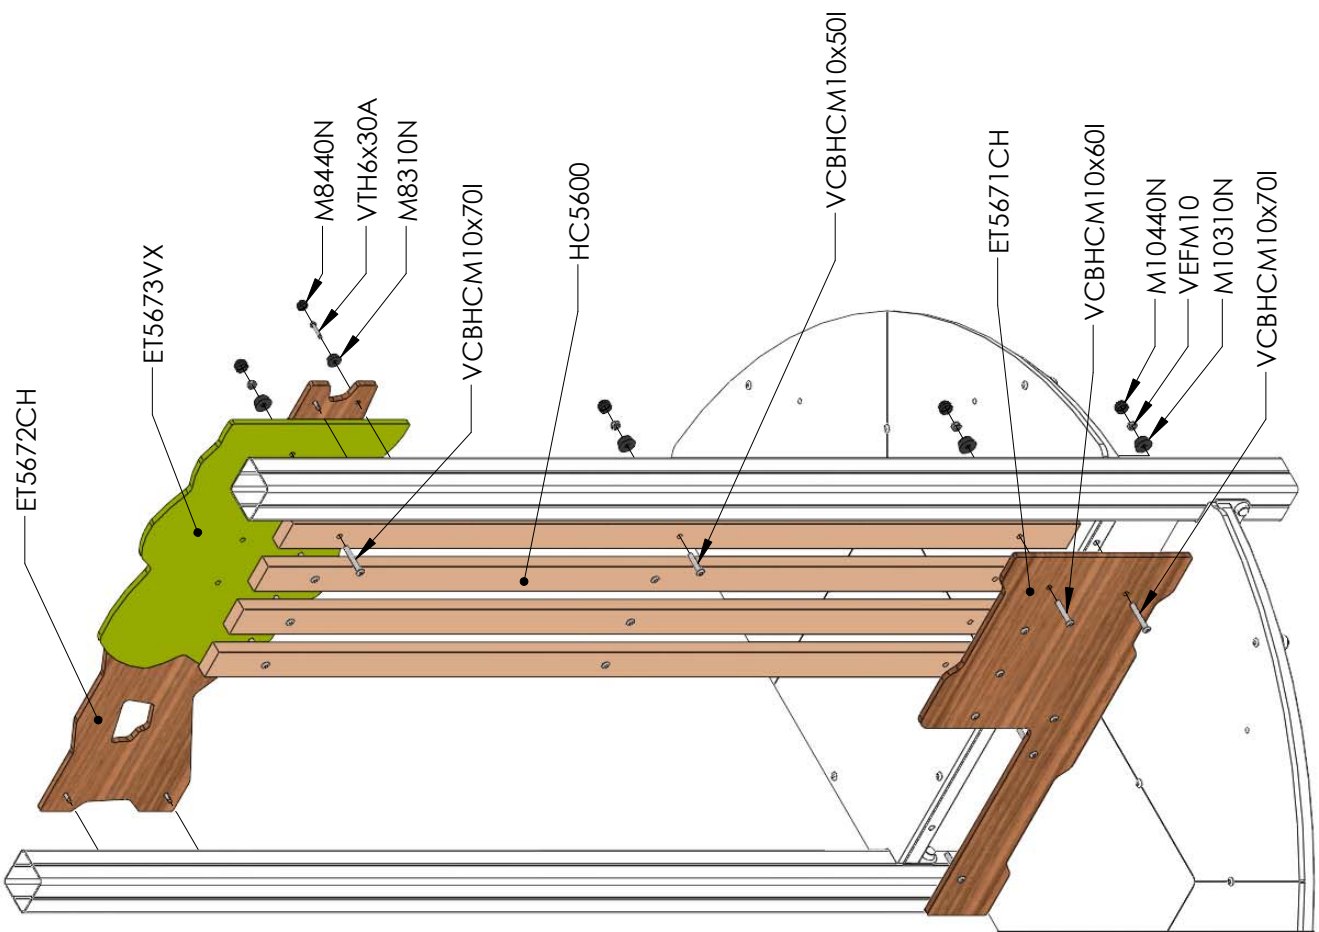 ET5672CH
ET5673VX
M8440N
VTH6x30A
M8310N
VCBHCM10x70I
HC5600
VCBHCM10x50I
ET5671CH
VCBHCM10x60I
M10440N
VEFM10
M10310N
VCBHCM10x70I